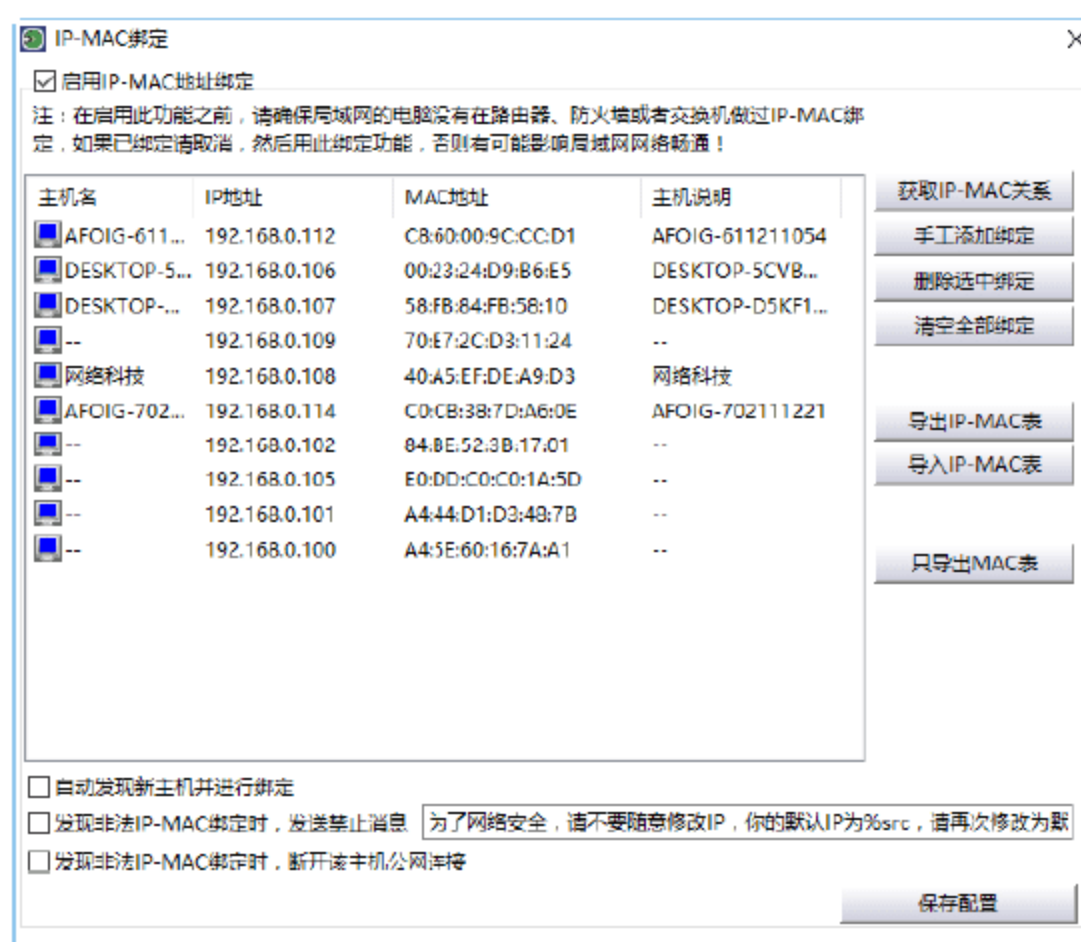 IP-MAC绑定
启用IP-MAC地址绑定
注：在启用此功能之前，请确保局域网的电脑没有在路由器、防火墙或者交换机做过IP-MAC绑
定，如果已绑定请取消，然后用此绑定功能，否则有可能影响局域网网络畅通！
主机名 IP地址 MAC地址 主机说明
AFOIG-611... 192.168.0.112 C8:60:00:9C:CC:D1 AFOIG-611211054
DESKTOP-5... 192.168.0.106 00:23:24:D9:B6:E5 DESKTOP-5CVB...
DESKTOP-... 192.168.0.107 58:FB:84:FB:58:10 DESKTOP-D5KF1...
-- 192.168.0.109 70:E7:2C:D3:11:24 --
网络科技 192.168.0.108 40:A5:EF:DE:A9:D3 网络科技
AFOIG-702... 192.168.0.114 C0:CB:38:7D:A6:0E AFOIG-702111221
-- 192.168.0.102 84:BE:52:3B:17:01 --
-- 192.168.0.105 E0:DD:C0:C0:1A:5D --
-- 192.168.0.101 A4:44:D1:D3:48:7B --
-- 192.168.0.100 A4:5E:60:16:7A:A1 --
获取IP-MAC关系
手工添加绑定
删除选中绑定
清空全部绑定
导出IP-MAC表
导入IP-MAC表
只导出MAC表
自动发现新主机并进行绑定
发现非法IP-MAC绑定时，发送禁止消息 为了网络安全，请不要随意修改IP，你的默认IP为%src，请再次修改为默
发现非法IP-MAC绑定时，断开该主机公网连接
保存配置